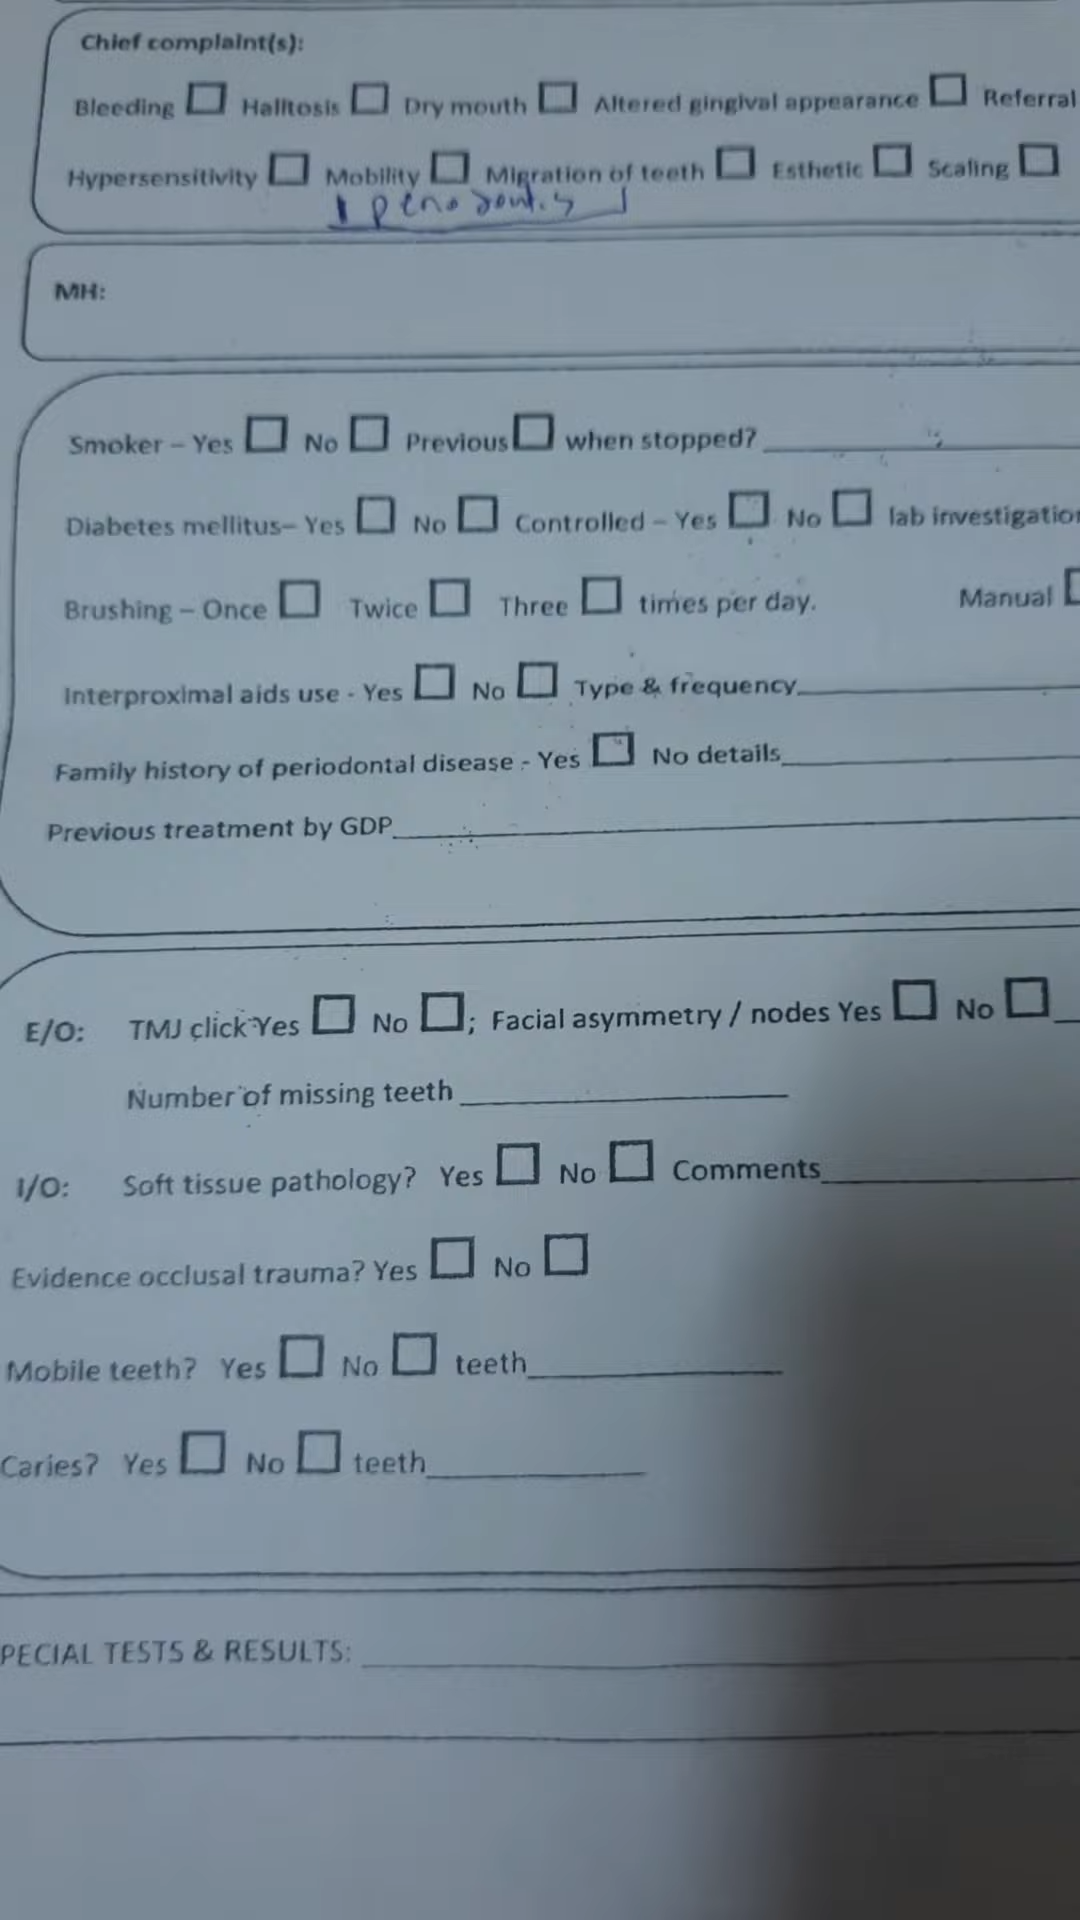 Chief complaint(s):
Bleeding ☐ Halitosis ☐ Dry mouth ☐ Altered gingival appearance ☐ Referral
Hypersensitivity ☐ Mobility ☐ Migration of teeth ☐ Esthetic ☐ Scaling ☐
MH:
Smoker – Yes ☐ No ☐ Previous ☐ when stopped?
Diabetes mellitus– Yes ☐ No ☐ Controlled – Yes ☐ No ☐ lab investigation
Brushing – Once ☐ Twice ☐ Three ☐ times per day. Manual ☐
Interproximal aids use - Yes ☐ No ☐ Type & frequency
Family history of periodontal disease - Yes ☐ No details
Previous treatment by GDP
E/O: TMJ click Yes ☐ No ☐; Facial asymmetry / nodes Yes ☐ No ☐
Number of missing teeth
I/O: Soft tissue pathology? Yes ☐ No ☐ Comments
Evidence occlusal trauma? Yes ☐ No ☐
Mobile teeth? Yes ☐ No ☐ teeth
Caries? Yes ☐ No ☐ teeth
PECIAL TESTS & RESULTS: